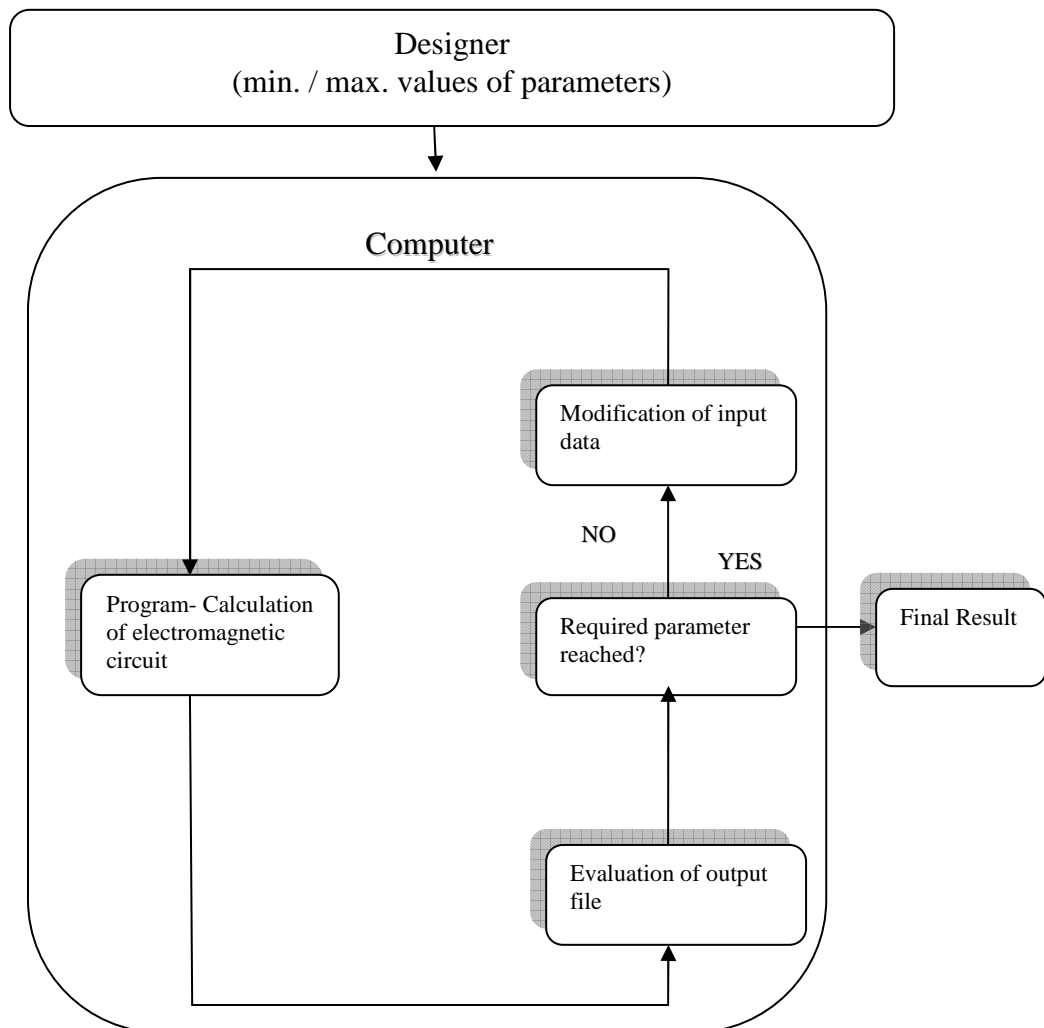 Designer
(min. / max. values of parameters)
Computer
Modification of input
data
NO
YES
Program- Calculation
of electromagnetic
circuit
Required parameter
reached?
Final Result
Evaluation of output
file